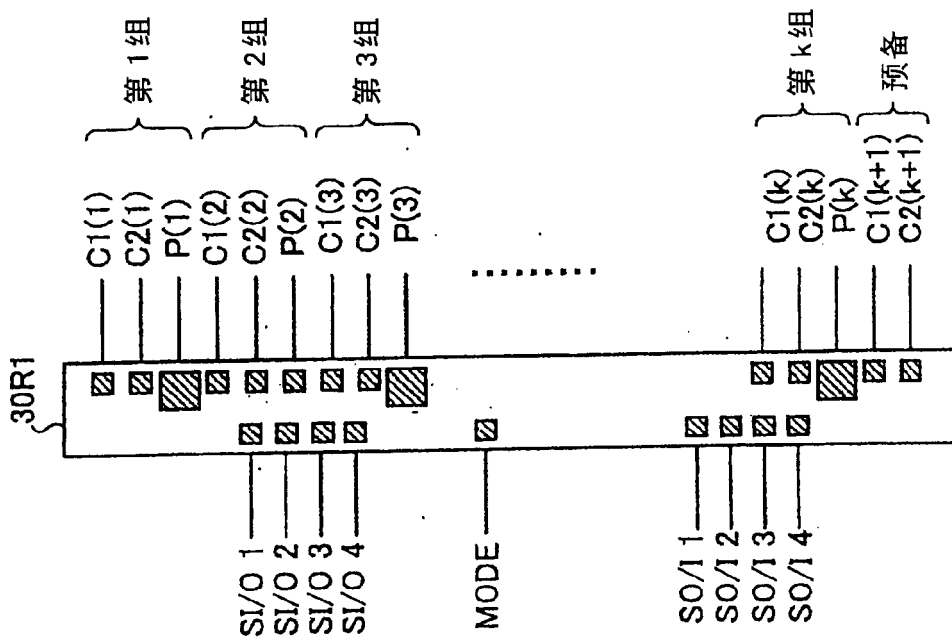 30R1
C1(1)
C2(1)
P(1)
第1组
C1(2)
C2(2)
P(2)
第2组
C1(3)
C2(3)
P(3)
第3组
C1(k)
C2(k)
P(k)
第k组
C1(k+1)
C2(k+1)
预备
SI/O 1
SI/O 2
SI/O 3
SI/O 4
MODE
SO/I 1
SO/I 2
SO/I 3
SO/I 4